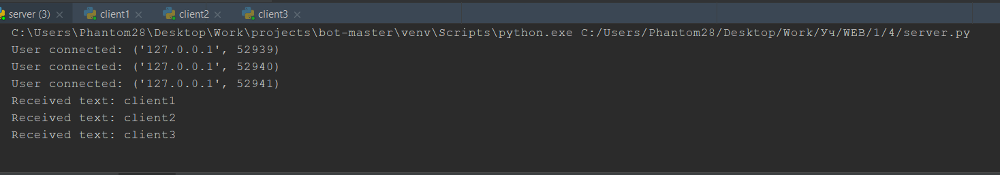 server (3) client1 client2 client3
C:\Users\Phantom28\Desktop\Work\projects\bot-master\venv\Scripts\python.exe C:/Users/Phantom28/Desktop/Work/Уч/WEB/1/4/server.py
User connected: ('127.0.0.1', 52939)
User connected: ('127.0.0.1', 52940)
User connected: ('127.0.0.1', 52941)
Received text: client1
Received text: client2
Received text: client3